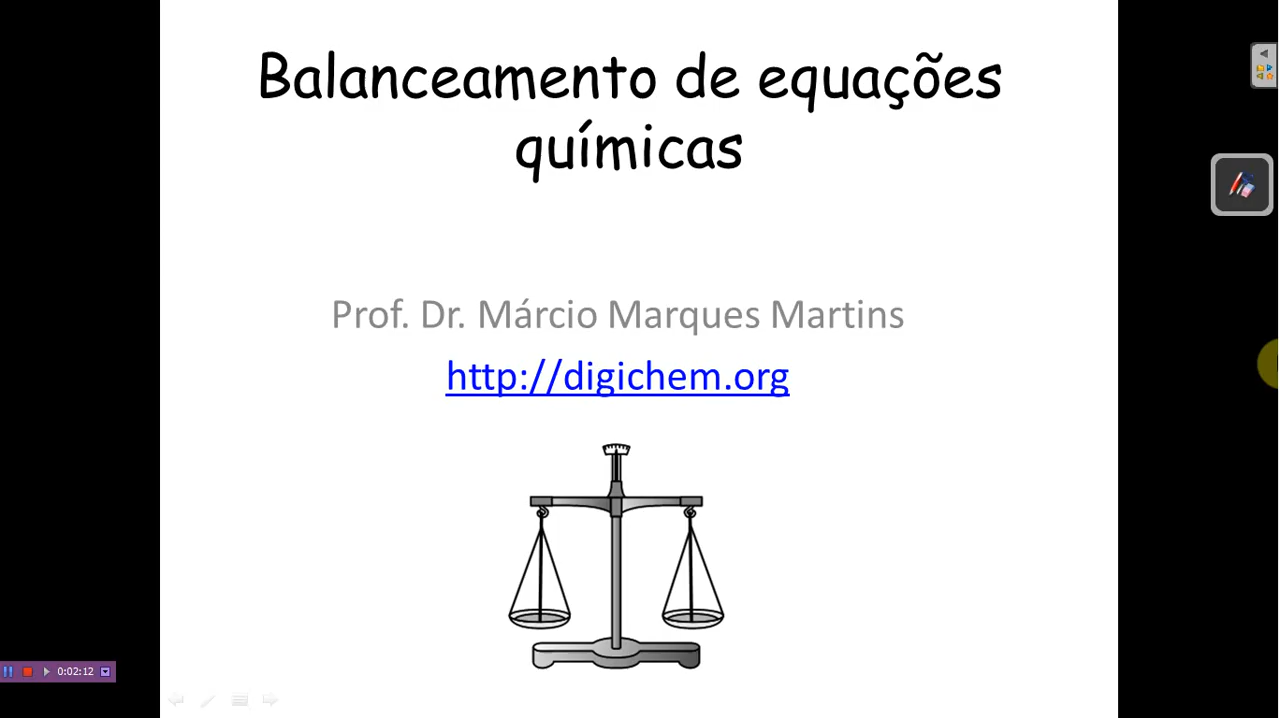 Balanceamento de equações
químicas
Prof. Dr. Márcio Marques Martins
http://digichem.org
0:02:12